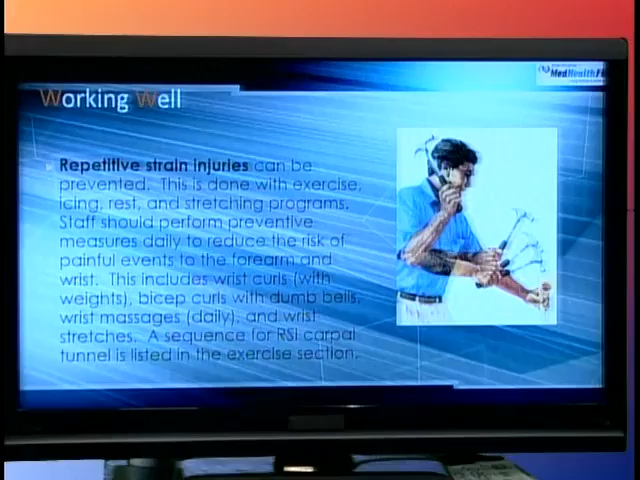 MedHealthFi
Working Well
Repetitive strain injuries can be
prevented. This is done with exercise,
icing, rest, and stretching programs.
Staff should perform preventive
measures daily to reduce the risk of
painful events to the forearm and
wrist. This includes wrist curls (with
weights), bicep curls with dumb bells,
wrist massages (daily), and wrist
stretches. A sequence for RSI carpal
tunnel is listed in the exercise section.